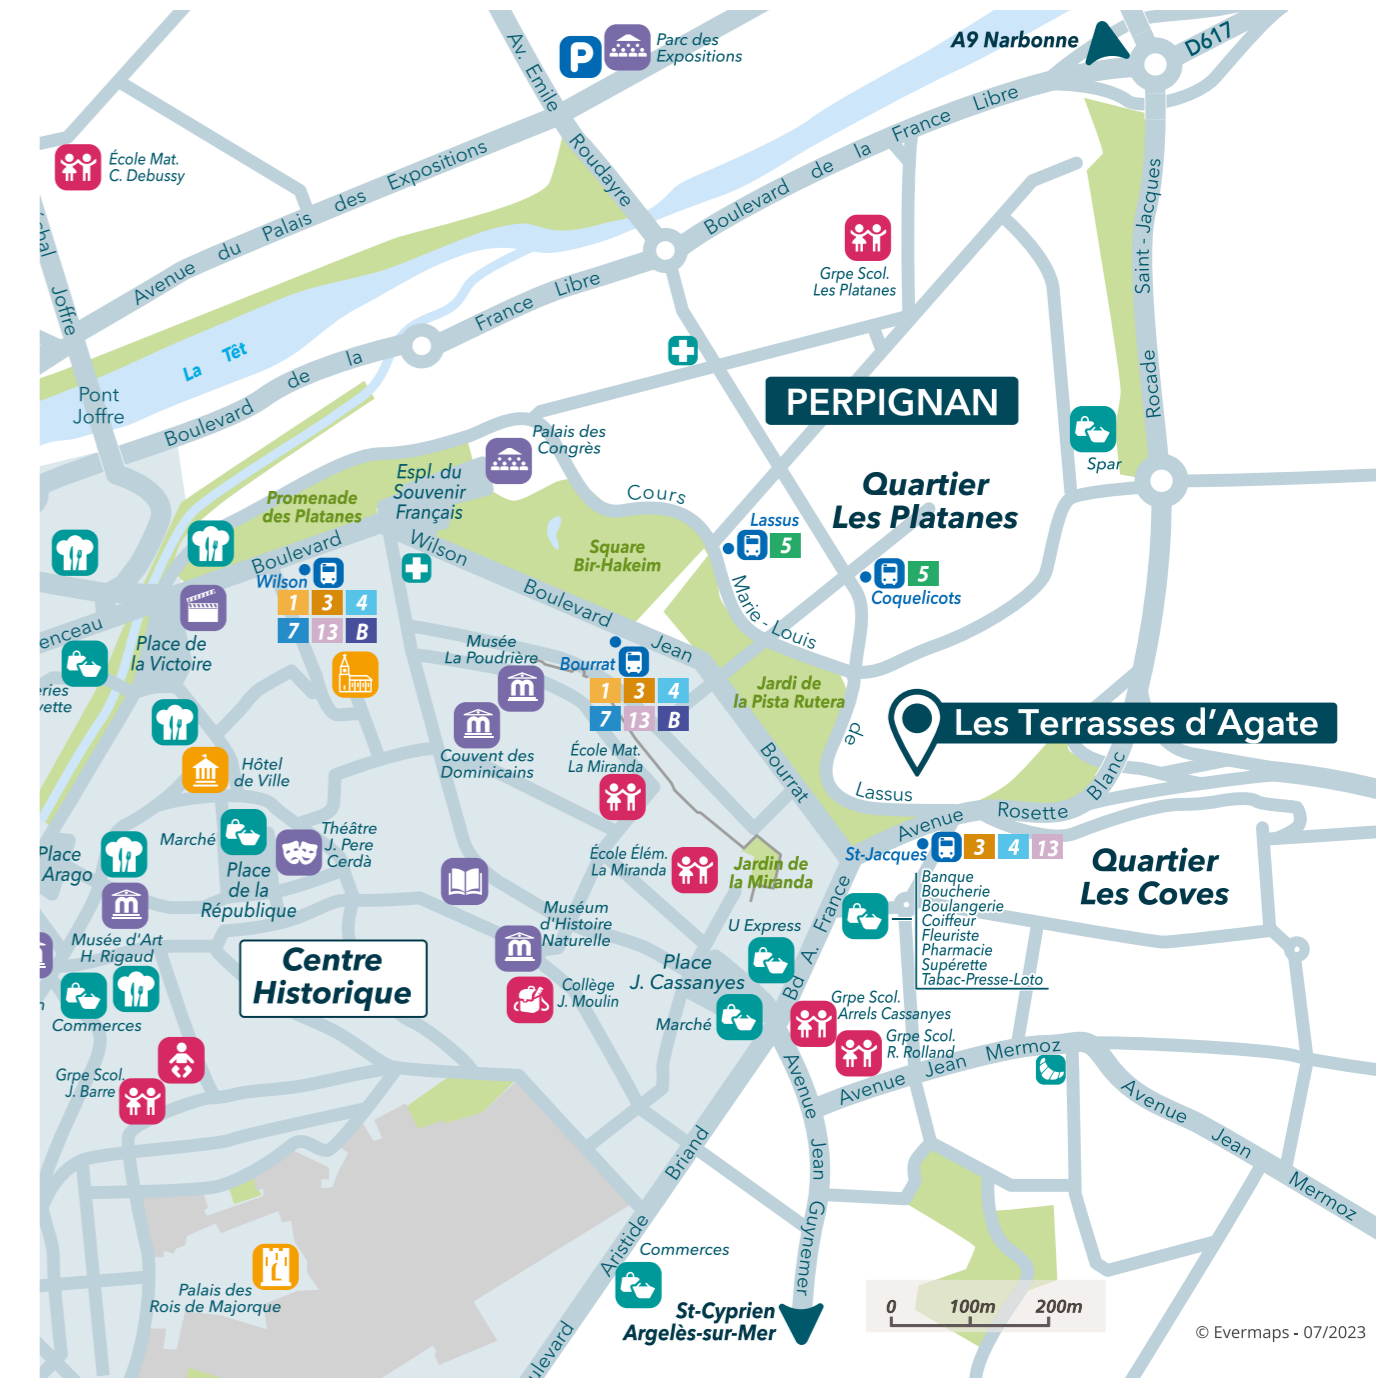 Parc des
Expositions
P
A9 Narbonne
D617
Av. Emile
Roudayre
École Mat.
C. Debussy
Avenue du Palais des Expositions
Boulevard de la France Libre
Saint - Jacques
Rocade
Joffre
Grpe Scol.
Les Platanes
La Têt
Pont
Joffre
Boulevard de la France Libre
PERPIGNAN
Quartier
Les Platanes
Spar
Palais des
Congrès
Espl. du
Souvenir
Français
Promenade
des Platanes
Cours
Marie - Louis
de
Lassus
Square
Bir-Hakeim
Lassus
5
Coquelicots
5
Boulevard
Wilson
Wilson
1 3 4
7 13 B
Boulevard
Jean
Bourrat
Place de
la Victoire
Musée
La Poudrière
Bourrat
1 3 4
7 13 B
Jardi de
la Pista Rutera
Les Terrasses d’Agate
Couvent des
Dominicains
École Mat.
La Miranda
Hôtel
de Ville
Avenue Rosette Blanc
Marché
Théâtre
J. Pere
Cerdà
Place
Arago
Place
de la
République
École Élém.
La Miranda
Jardin de
la Miranda
St-Jacques
3 4 13
Quartier
Les Coves
Banque
Boucherie
Boulangerie
Coiffeur
Fleuriste
Pharmacie
Supérette
Tabac-Presse-Loto
Muséum
d'Histoire
Naturelle
U Express
Bd A. France
Musée d'Art
H. Rigaud
Centre
Historique
Place
J. Cassanyes
Collège
J. Moulin
Marché
Commerces
Grpe Scol.
Arrels Cassanyes
Grpe Scol.
R. Rolland
Avenue Jean Mermoz
Avenue Jean Mermoz
Grpe Scol.
J. Barre
Avenue Jean Guynemer
Aristide Briand
Palais des
Rois de Majorque
Commerces
St-Cyprien
Argelès-sur-Mer
0 100m 200m
© Evermaps - 07/2023